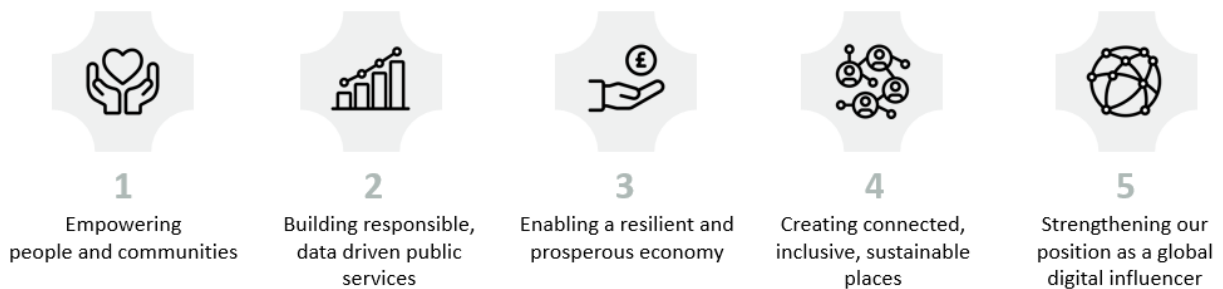 £
1
Empowering
people and communities
2
Building responsible,
data driven public
services
3
Enabling a resilient and
prosperous economy
4
Creating connected,
inclusive, sustainable
places
5
Strengthening our
position as a global
digital influencer